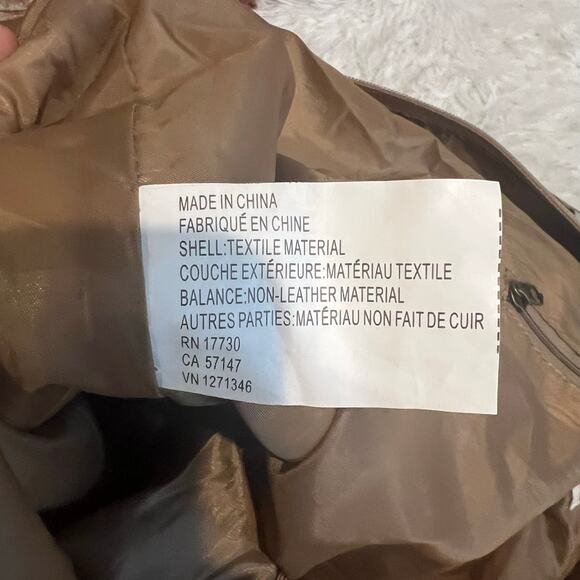 MADE IN CHINA
FABRIQUÉ EN CHINE
SHELL:TEXTILE MATERIAL
COUCHE EXTÉRIEURE:MATÉRIAU TEXTILE
BALANCE:NON-LEATHER MATERIAL
AUTRES PARTIES:MATÉRIAU NON FAIT DE CUIR
RN 17730
CA 57147
VN 1271346